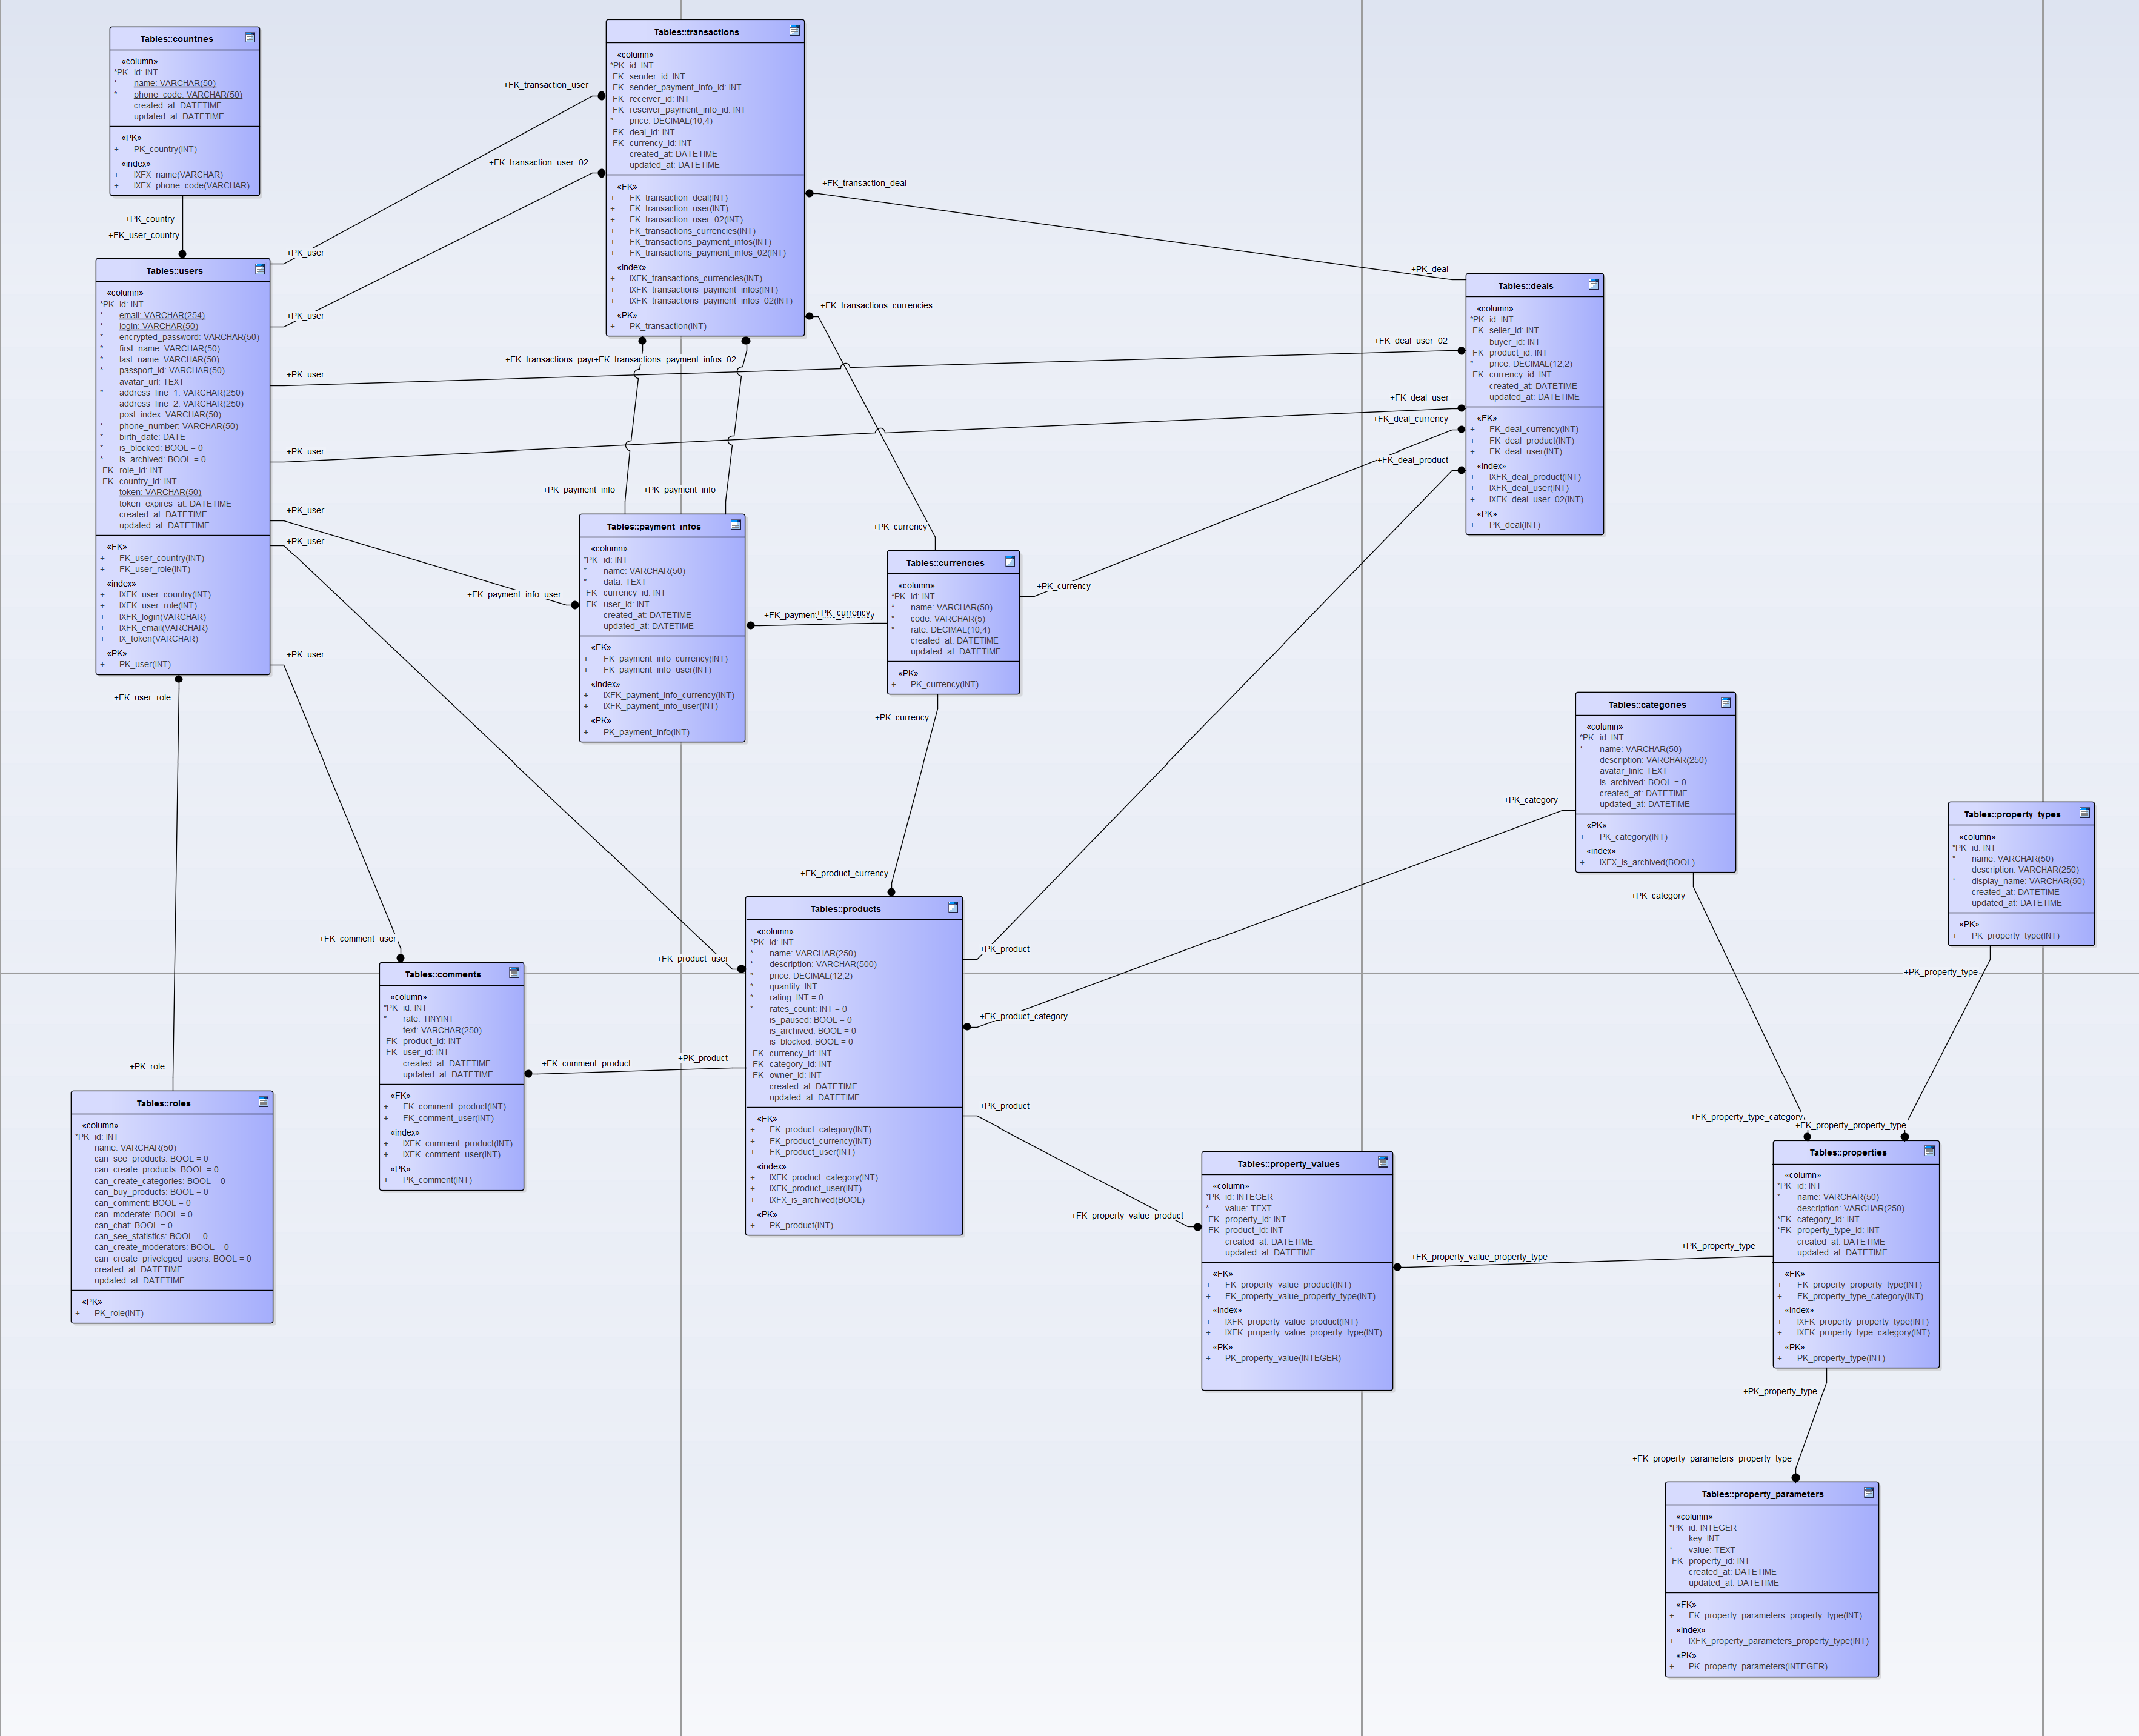 Tables::countries
«column»
*PK id: INT
* name: VARCHAR(50)
* phone_code: VARCHAR(50)
created_at: DATETIME
updated_at: DATETIME
«PK»
+ PK_country(INT)
«index»
+ IXFX_name(VARCHAR)
+ IXFX_phone_code(VARCHAR)
+PK_country
+FK_user_country
Tables::transactions
«column»
*PK id: INT
FK sender_id: INT
FK sender_payment_info_id: INT
FK receiver_id: INT
FK reseiver_payment_info_id: INT
* price: DECIMAL(10,4)
FK deal_id: INT
FK currency_id: INT
created_at: DATETIME
updated_at: DATETIME
«FK»
+ FK_transaction_deal(INT)
+ FK_transaction_user(INT)
+ FK_transaction_user_02(INT)
+ FK_transactions_currencies(INT)
+ FK_transactions_payment_infos(INT)
+ FK_transactions_payment_infos_02(INT)
«index»
+ IXFK_transactions_currencies(INT)
+ IXFK_transactions_payment_infos(INT)
+ IXFK_transactions_payment_infos_02(INT)
«PK»
+ PK_transaction(INT)
+FK_transaction_user
+FK_transaction_user_02
+FK_transaction_deal
+FK_transactions_currencies
+FK_transactions_payment_infos_02
+PK_user
+PK_user
+PK_user
+PK_user
+PK_user
+PK_user
+PK_user
Tables::users
«column»
*PK id: INT
* email: VARCHAR(254)
* login: VARCHAR(50)
* encrypted_password: VARCHAR(50)
* first_name: VARCHAR(50)
* last_name: VARCHAR(50)
* passport_id: VARCHAR(50)
avatar_url: TEXT
* address_line_1: VARCHAR(250)
address_line_2: VARCHAR(250)
post_index: VARCHAR(50)
* phone_number: VARCHAR(50)
* birth_date: DATE
* is_blocked: BOOL = 0
* is_archived: BOOL = 0
FK role_id: INT
FK country_id: INT
token: VARCHAR(50)
token_expires_at: DATETIME
created_at: DATETIME
updated_at: DATETIME
«FK»
+ FK_user_country(INT)
+ FK_user_role(INT)
«index»
+ IXFK_user_country(INT)
+ IXFK_user_role(INT)
+ IXFK_login(VARCHAR)
+ IXFK_email(VARCHAR)
+ IX_token(VARCHAR)
«PK»
+ PK_user(INT)
+FK_user_role
+PK_role
+PK_deal
+FK_deal_user_02
+FK_deal_user
+FK_deal_currency
+FK_deal_product
Tables::deals
«column»
*PK id: INT
FK seller_id: INT
buyer_id: INT
FK product_id: INT
* price: DECIMAL(12,2)
FK currency_id: INT
created_at: DATETIME
updated_at: DATETIME
«FK»
+ FK_deal_currency(INT)
+ FK_deal_product(INT)
+ FK_deal_user(INT)
«index»
+ IXFK_deal_product(INT)
+ IXFK_deal_user(INT)
+ IXFK_deal_user_02(INT)
«PK»
+ PK_deal(INT)
+PK_payment_info
+PK_payment_info
+FK_payment_info_user
Tables::payment_infos
«column»
*PK id: INT
* name: VARCHAR(50)
* data: TEXT
FK currency_id: INT
FK user_id: INT
created_at: DATETIME
updated_at: DATETIME
«FK»
+ FK_payment_info_currency(INT)
+ FK_payment_info_user(INT)
«index»
+ IXFK_payment_info_currency(INT)
+ IXFK_payment_info_user(INT)
«PK»
+ PK_payment_info(INT)
+PK_currency
+PK_currency
+PK_currency
Tables::currencies
«column»
*PK id: INT
* name: VARCHAR(50)
* code: VARCHAR(5)
* rate: DECIMAL(10,4)
created_at: DATETIME
updated_at: DATETIME
«PK»
+ PK_currency(INT)
+PK_currency
+FK_product_currency
Tables::categories
«column»
*PK id: INT
* name: VARCHAR(50)
description: VARCHAR(250)
avatar_link: TEXT
is_archived: BOOL = 0
created_at: DATETIME
updated_at: DATETIME
«PK»
+ PK_category(INT)
«index»
+ IXFX_is_archived(BOOL)
+PK_category
+PK_category
Tables::property_types
«column»
*PK id: INT
* name: VARCHAR(50)
description: VARCHAR(250)
* display_name: VARCHAR(50)
created_at: DATETIME
updated_at: DATETIME
«PK»
+ PK_property_type(INT)
+PK_property_type
+FK_comment_user
+FK_product_user
Tables::comments
«column»
*PK id: INT
* rate: TINYINT
text: VARCHAR(250)
FK product_id: INT
FK user_id: INT
created_at: DATETIME
updated_at: DATETIME
«FK»
+ FK_comment_product(INT)
+ FK_comment_user(INT)
«index»
+ IXFK_comment_product(INT)
+ IXFK_comment_user(INT)
«PK»
+ PK_comment(INT)
+FK_comment_product
+PK_product
Tables::products
«column»
*PK id: INT
* name: VARCHAR(250)
* description: VARCHAR(500)
* price: DECIMAL(12,2)
* quantity: INT
* rating: INT = 0
* rates_count: INT = 0
is_paused: BOOL = 0
is_archived: BOOL = 0
is_blocked: BOOL = 0
FK currency_id: INT
FK category_id: INT
FK owner_id: INT
created_at: DATETIME
updated_at: DATETIME
«FK»
+ FK_product_category(INT)
+ FK_product_currency(INT)
+ FK_product_user(INT)
«index»
+ IXFK_product_category(INT)
+ IXFK_product_user(INT)
+ IXFX_is_archived(BOOL)
«PK»
+ PK_product(INT)
+PK_product
+FK_product_category
+PK_product
+FK_property_value_product
Tables::roles
«column»
*PK id: INT
name: VARCHAR(50)
can_see_products: BOOL = 0
can_create_products: BOOL = 0
can_create_categories: BOOL = 0
can_buy_products: BOOL = 0
can_comment: BOOL = 0
can_moderate: BOOL = 0
can_chat: BOOL = 0
can_see_statistics: BOOL = 0
can_create_moderators: BOOL = 0
can_create_priveleged_users: BOOL = 0
created_at: DATETIME
updated_at: DATETIME
«PK»
+ PK_role(INT)
Tables::property_values
«column»
*PK id: INTEGER
* value: TEXT
FK property_id: INT
FK product_id: INT
created_at: DATETIME
updated_at: DATETIME
«FK»
+ FK_property_value_product(INT)
+ FK_property_value_property_type(INT)
«index»
+ IXFK_property_value_product(INT)
+ IXFK_property_value_property_type(INT)
«PK»
+ PK_property_value(INTEGER)
+FK_property_value_property_type
+PK_property_type
+FK_property_type_category
+FK_property_property_type
Tables::properties
«column»
*PK id: INT
* name: VARCHAR(50)
description: VARCHAR(250)
*FK category_id: INT
*FK property_type_id: INT
created_at: DATETIME
updated_at: DATETIME
«FK»
+ FK_property_property_type(INT)
+ FK_property_type_category(INT)
«index»
+ IXFK_property_property_type(INT)
+ IXFK_property_type_category(INT)
«PK»
+ PK_property_type(INT)
+PK_property_type
+FK_property_parameters_property_type
Tables::property_parameters
«column»
*PK id: INTEGER
key: INT
* value: TEXT
FK property_id: INT
created_at: DATETIME
updated_at: DATETIME
«FK»
+ FK_property_parameters_property_type(INT)
«index»
+ IXFK_property_parameters_property_type(INT)
«PK»
+ PK_property_parameters(INTEGER)